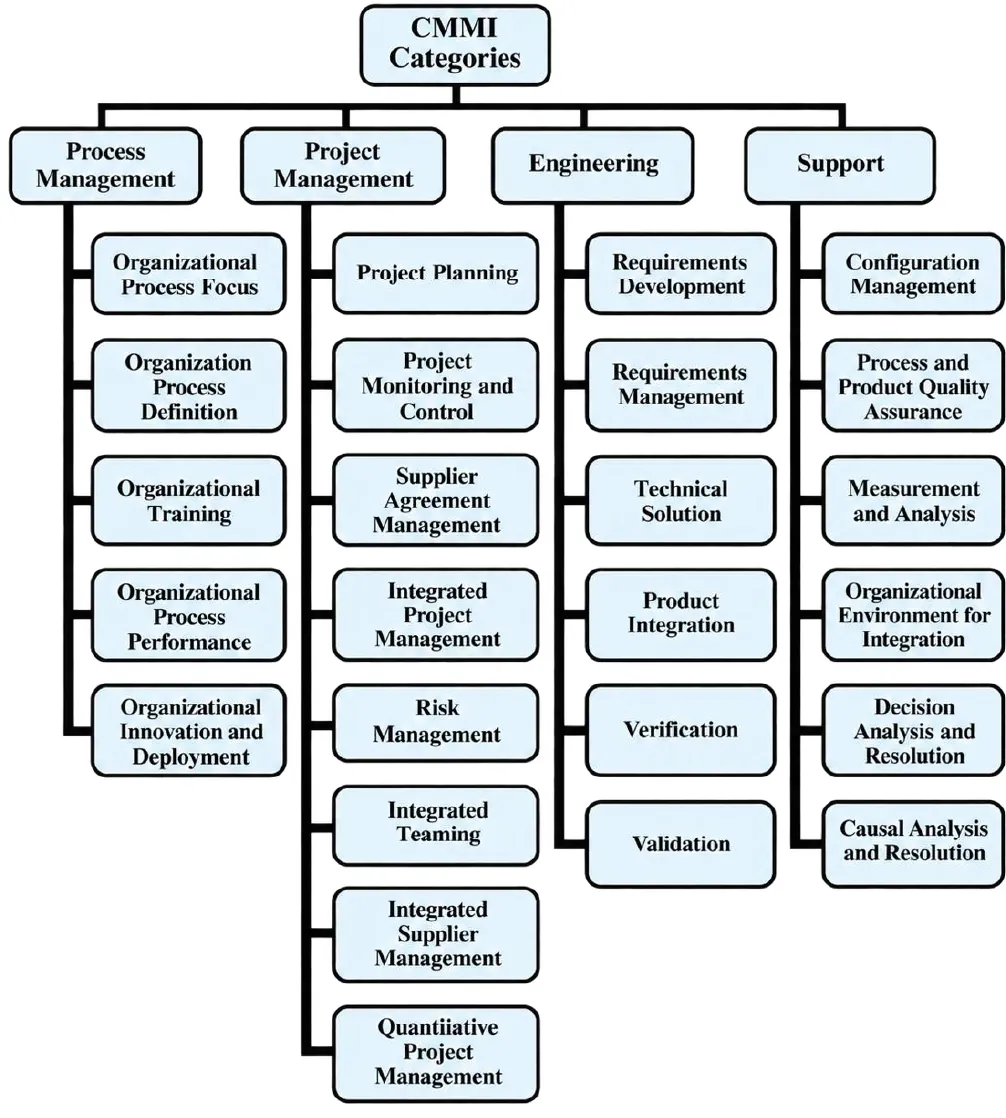 CMMI
Categories
Process
Management
Project
Management
Engineering
Support
Organizational
Process Focus
Organization
Process
Definition
Organizational
Training
Organizational
Process
Performance
Organizational
Innovation and
Deployment
Project Planning
Project
Monitoring and
Control
Supplier
Agreement
Management
Integrated
Project
Management
Risk
Management
Integrated
Teaming
Integrated
Supplier
Management
Quantiiative
Project
Management
Requirements
Development
Requirements
Management
Technical
Solution
Product
Integration
Verification
Validation
Configuration
Management
Process and
Product Quality
Assurance
Measurement
and Analysis
Organizational
Environment for
Integration
Decision
Analysis and
Resolution
Causal Analysis
and Resolution